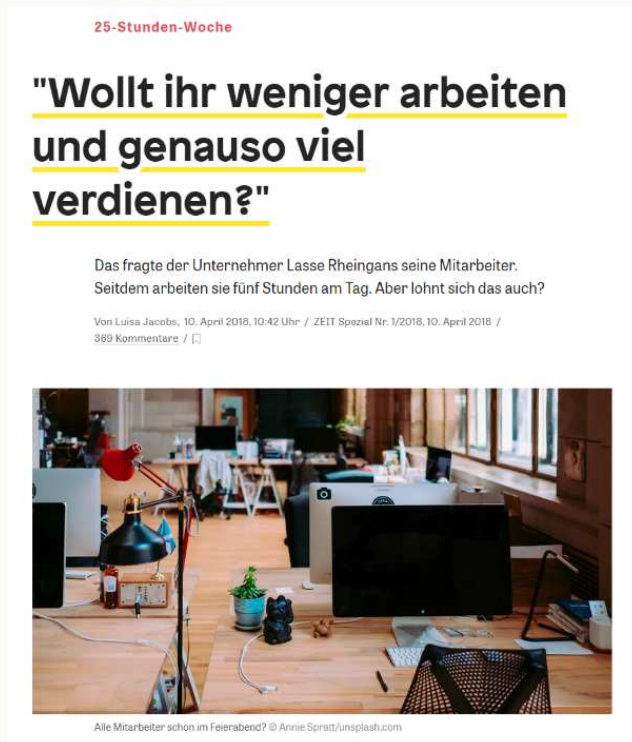 25-Stunden-Woche
"Wollt ihr weniger arbeiten
und genauso viel
verdienen?"
Das fragte der Unternehmer Lasse Rheingans seine Mitarbeiter.
Seitdem arbeiten sie fünf Stunden am Tag. Aber lohnt sich das auch?
Von Luisa Jacobs, 10. April 2018, 10:42 Uhr / ZEIT Spezial Nr. 1/2018, 10. April 2018 /
369 Kommentare /
Alle Mitarbeiter schon im Feierabend? © Annie Spratt/unsplash.com